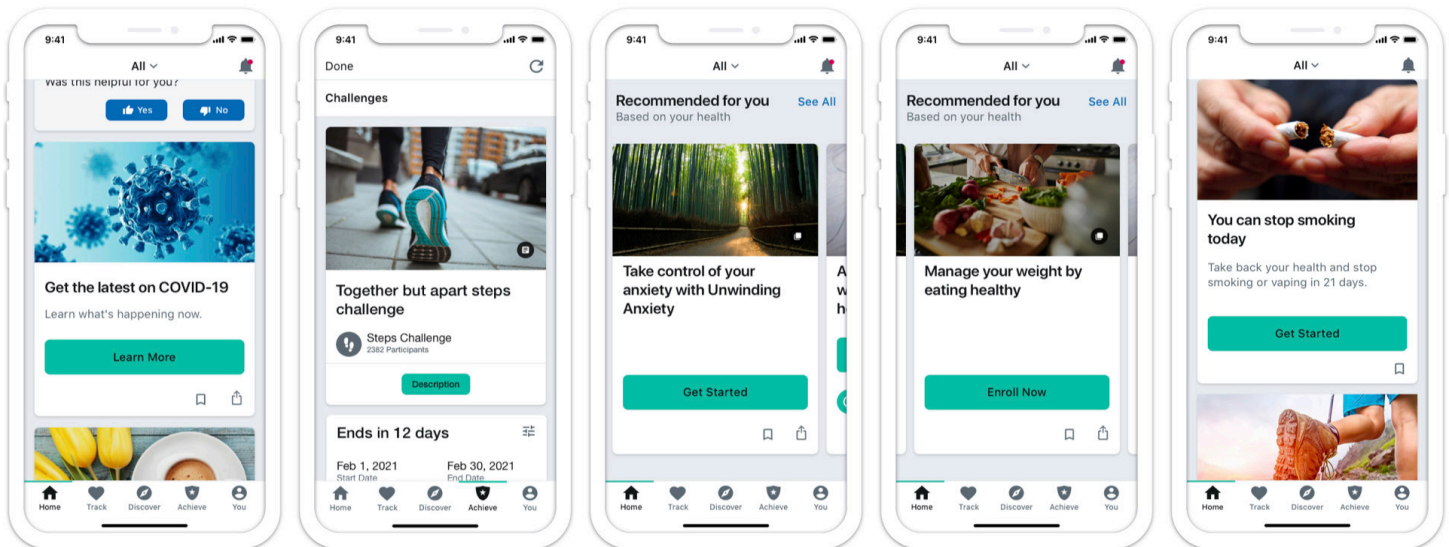 9:41
All
Was this helpful for you?
Yes
No
Get the latest on COVID-19
Learn what's happening now.
Learn More
Home
Track
Discover
Achieve
You
9:41
Done
Challenges
Together but apart steps
challenge
Steps Challenge
2382 Participants
Description
Ends in 12 days
Feb 1, 2021
Feb 30, 2021
Start Date
End Date
Home
Track
Discover
Achieve
You
9:41
All
Recommended for you
See All
Based on your health
Take control of your
anxiety with Unwinding
Anxiety
A
w
h
Get Started
Home
Track
Discover
Achieve
You
9:41
All
Recommended for you
See All
Based on your health
Manage your weight by
eating healthy
Enroll Now
Home
Track
Discover
Achieve
You
9:41
All
You can stop smoking
today
Take back your health and stop
smoking or vaping in 21 days.
Get Started
Home
Track
Discover
Achieve
You